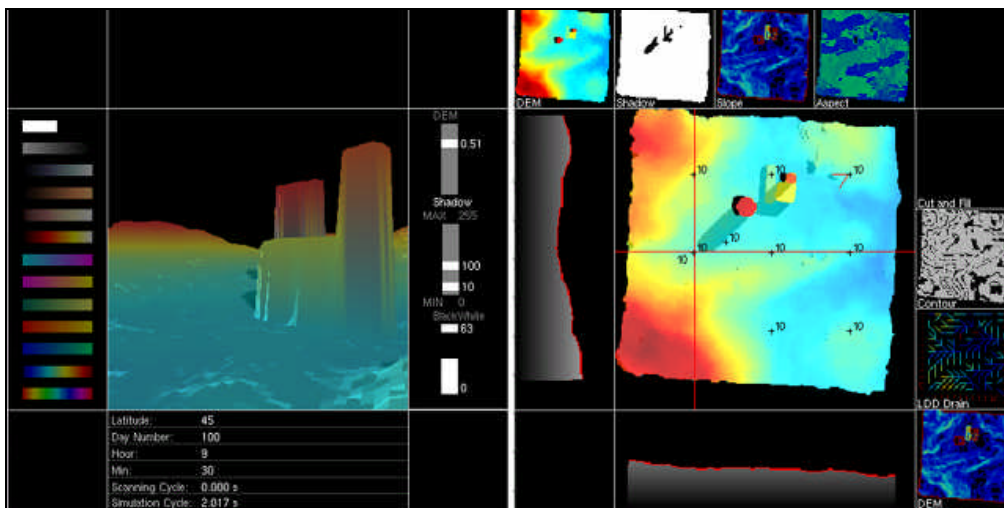 DEM
0.51
Shadow
MAX 255
100
10
MIN 0
Black/White
63
0
Latitude: 45
Day Number: 100
Hour: 9
Min: 30
Scanning Cycle: 0.000 s
Simulation Cycle: 2.017 s
DEM
Shadow
Slope
Aspect
10
10
10
10
10
10
10
10
Cut and Fill
Contour
LDD Drain
DEM